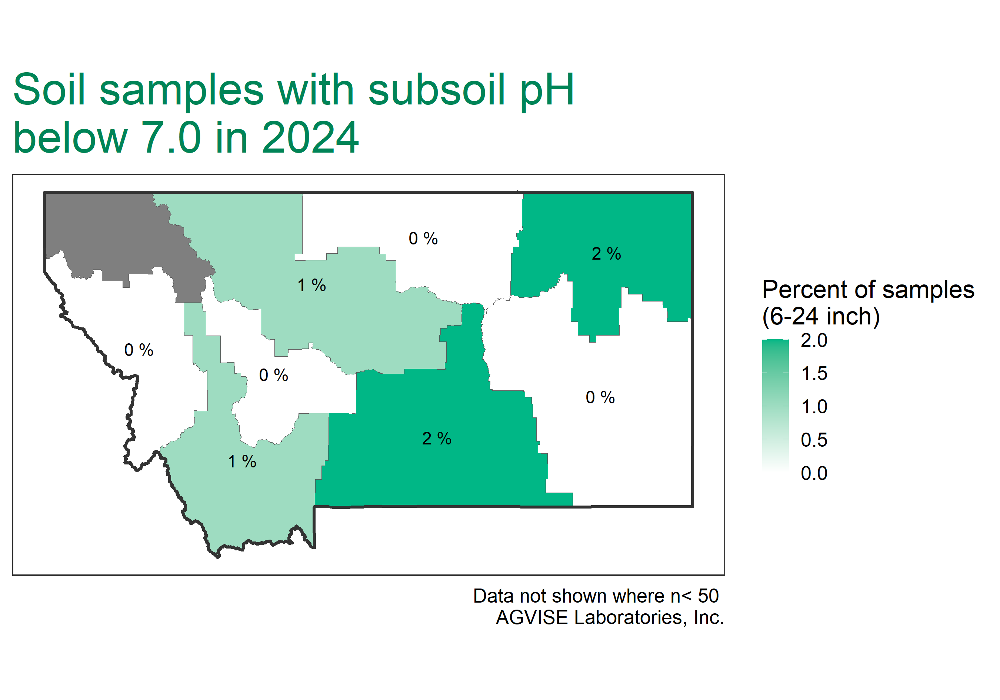 Soil samples with subsoil pH
below 7.0 in 2024
0 %
2 %
1 %
0 %
0 %
0 %
2 %
1 %
Percent of samples
(6-24 inch)
2.0
1.5
1.0
0.5
0.0
Data not shown where n< 50
AGVISE Laboratories, Inc.